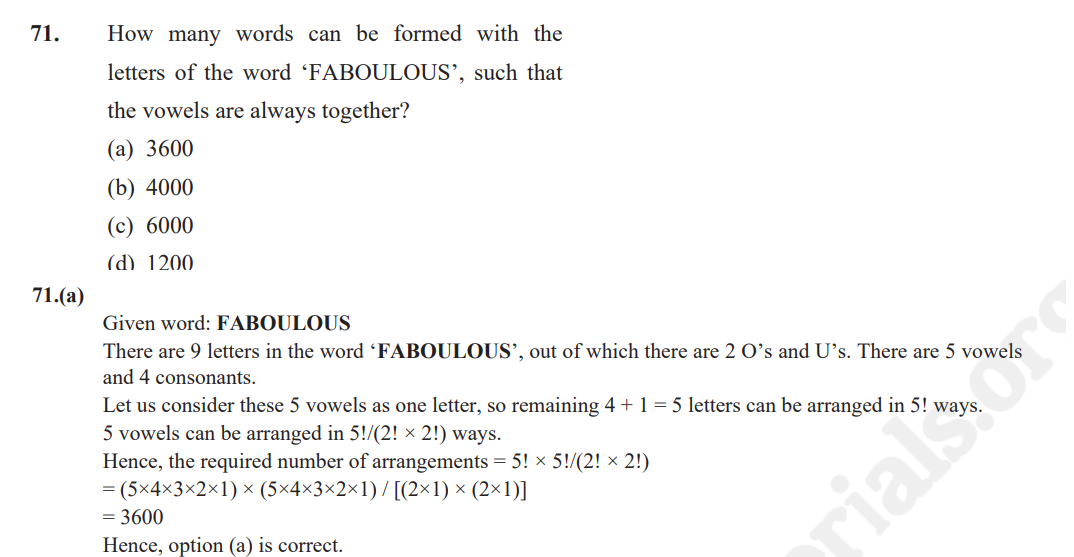 71. How many words can be formed with the
letters of the word ‘FABOULOUS’, such that
the vowels are always together?
(a) 3600
(b) 4000
(c) 6000
(d) 1200
71.(a)
Given word: FABOULOUS
There are 9 letters in the word ‘FABOULOUS’, out of which there are 2 O’s and U’s. There are 5 vowels
and 4 consonants.
Let us consider these 5 vowels as one letter, so remaining 4 + 1 = 5 letters can be arranged in 5! ways.
5 vowels can be arranged in 5!/(2! × 2!) ways.
Hence, the required number of arrangements = 5! × 5!/(2! × 2!)
= (5×4×3×2×1) × (5×4×3×2×1) / [(2×1) × (2×1)]
= 3600
Hence, option (a) is correct.
rials.org